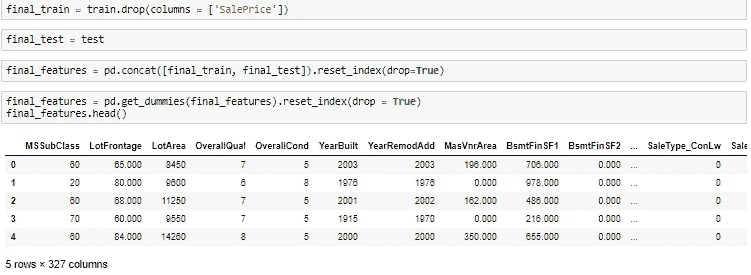 final_train = train.drop(columns = ['SalePrice'])
final_test = test
final_features = pd.concat([final_train, final_test]).reset_index(drop=True)
final_features = pd.get_dummies(final_features).reset_index(drop = True)
final_features.head()
MSSubClass LotFrontage LotArea OverallQual OverallCond YearBuilt YearRemodAdd MasVnrArea BsmtFinSF1 BsmtFinSF2 ... SaleType_ConLw Sale
0 60 65.000 8450 7 5 2003 2003 196.000 706.000 0.000 ... 0
1 20 80.000 9600 6 8 1976 1976 0.000 978.000 0.000 ... 0
2 60 68.000 11250 7 5 2001 2002 162.000 486.000 0.000 ... 0
3 70 60.000 9550 7 5 1915 1970 0.000 216.000 0.000 ... 0
4 60 84.000 14260 8 5 2000 2000 350.000 655.000 0.000 ... 0
5 rows × 327 columns